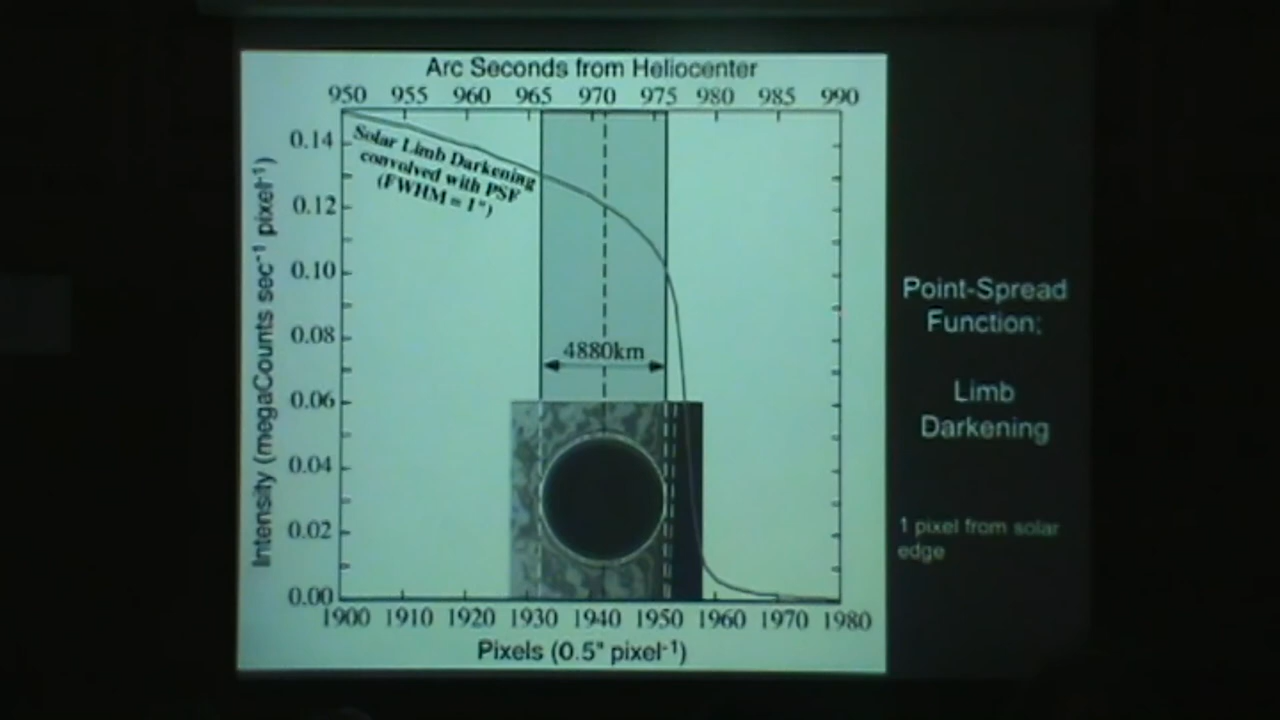 Arc Seconds from Heliocenter
950 955 960 965 970 975 980 985 990
Solar Limb Darkening
convolved with PSF
(FWHM = 1")
0.14
0.12
0.10
0.08
0.06
0.04
0.02
0.00
Intensity (megaCounts sec⁻¹ pixel⁻¹)
4880km
1900 1910 1920 1930 1940 1950 1960 1970 1980
Pixels (0.5" pixel⁻¹)
Point-Spread
Function;
Limb
Darkening
1 pixel from solar
edge